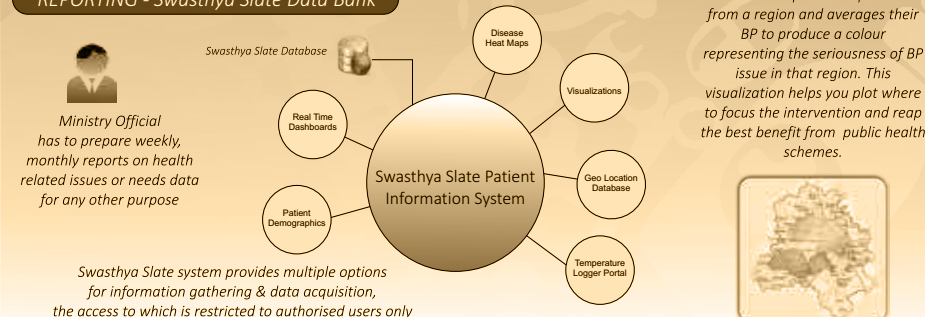 REPORTING - Swasthya Slate Data Bank
Swasthya Slate Database
Ministry Official
has to prepare weekly,
monthly reports on health
related issues or needs data
for any other purpose
Disease
Heat Maps
Visualizations
Real Time
Dashboards
Swasthya Slate Patient
Information System
Geo Location
Database
Patient
Demographics
Temperature
Logger Portal
Swasthya Slate system provides multiple options
for information gathering & data acquisition,
the access to which is restricted to authorised users only
from a region and averages their
BP to produce a colour
representing the seriousness of BP
issue in that region. This
visualization helps you plot where
to focus the intervention and reap
the best benefit from public health
schemes.